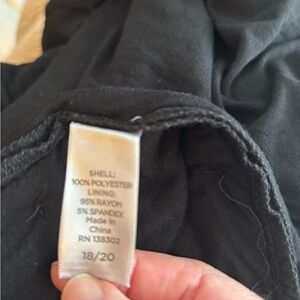 SHELL:
100% POLYESTER
LINING:
95% RAYON
5% SPANDEX
Made in
China
RN 138302
18/20